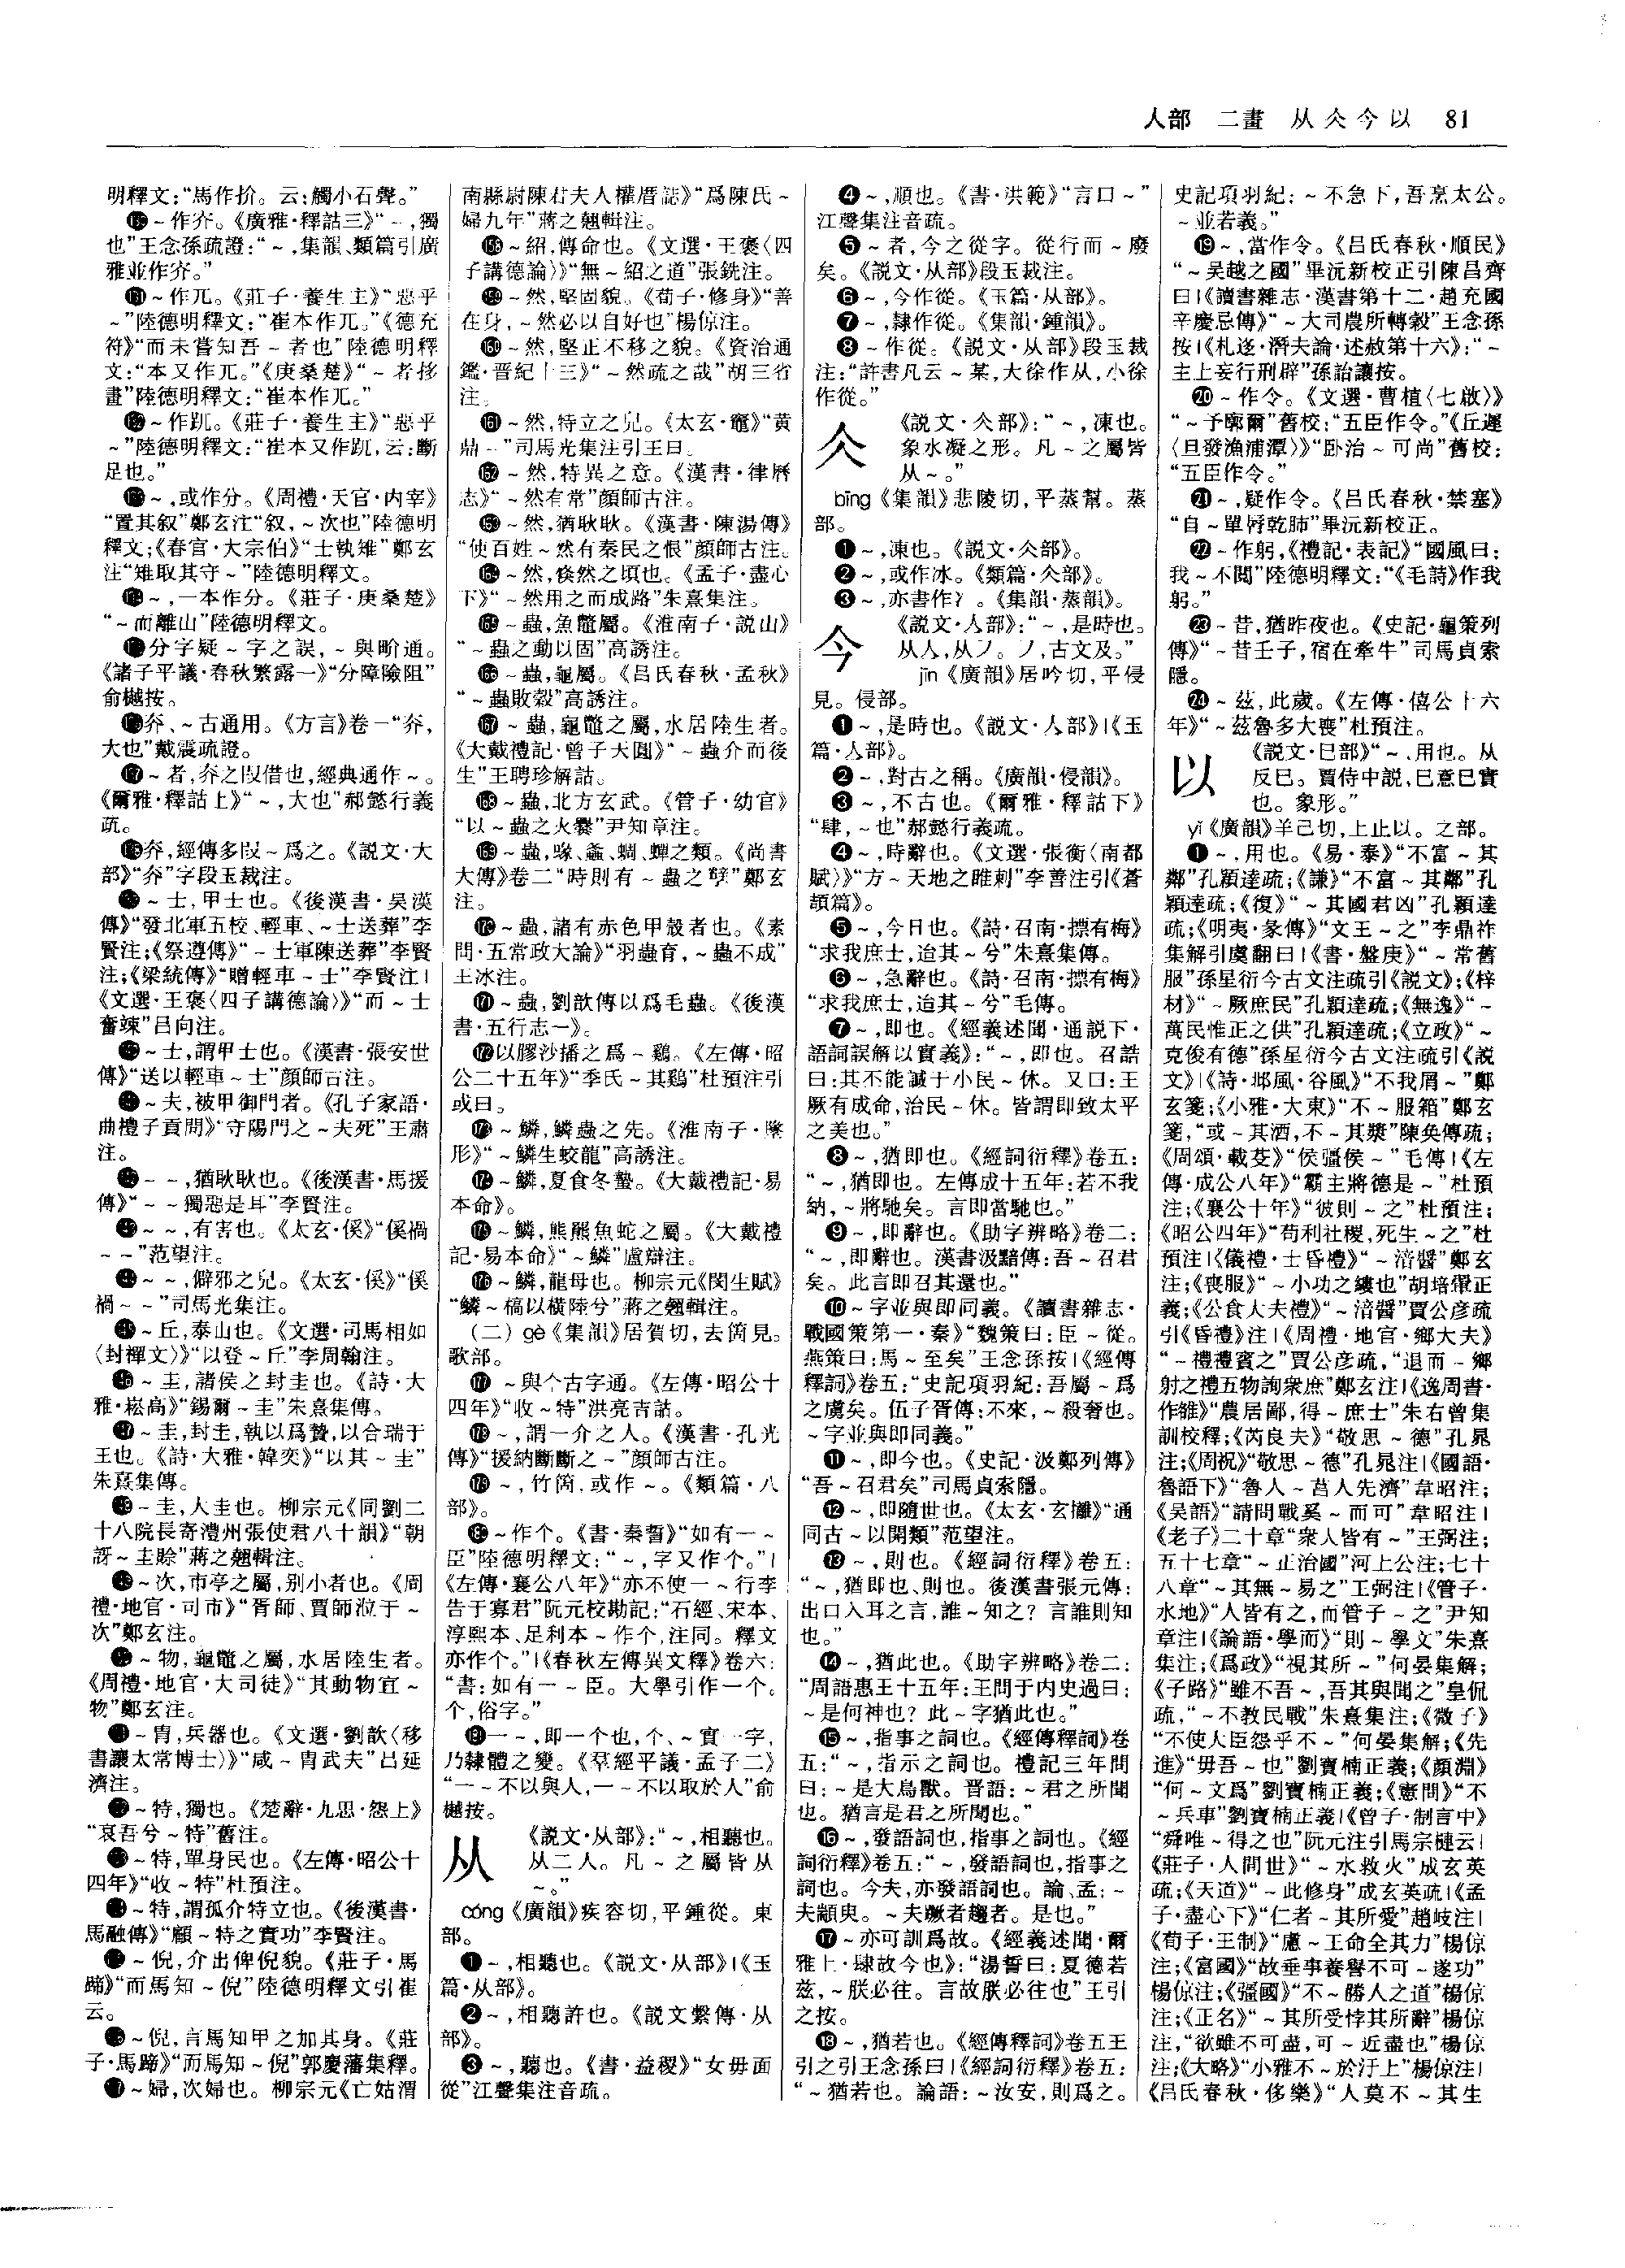 人部　二畫　从仌今以　81
明釋文：“馬作扴。云：觸小石聲。”
~作夰。《廣雅·釋詁三》“~，獨
也”王念孫疏證：“~，集韻、類篇引廣
雅並作夰。”
~作兀。《莊子·養生主》“惡乎
~”陸德明釋文：“崔本作兀。”《德充
符》“而未嘗知吾~者也”陸德明釋
文：“本又作兀。”《庚桑楚》“~者拸
畫”陸德明釋文：“崔本作兀。”
~作趴。《莊子·養生主》“惡乎
~”陸德明釋文：“崔本又作，云：斷
足也。”
~，或作分。《周禮·天官·内宰》
“置其叙”鄭玄注“叙，~次也”陸德明
釋文；《春官·大宗伯》“士執雉”鄭玄
注“雉取其守~”陸德明釋文。
~，一本作分。《莊子·庚桑楚》
“~而離山”陸德明釋文。
分字疑~字之誤，~與畍通。
《諸子平議·春秋繁露一》“分障險阻”
俞樾按。
夰、~古通用。《方言》卷一“夰，
大也”戴震疏證。
~者，夰之叚借也，經典通作~。
《爾雅·釋詁上》“~，大也”郝懿行義
疏。
夰，經傳多叚~爲之。《説文·大
部》“夰”字段玉裁注。
~士，甲士也。《後漢書·吳漢
傳》“發北軍五校、輕車、~士送葬”李
賢注；《祭遵傳》“~士軍陳送葬”李賢
注；《梁統傳》“贈輕車~士”李賢注|
《文選·王褒〈四子講德論〉》“而~士
奮竦”吕向注。
~士，謂甲士也。《漢書·張安世
傳》“送以輕車~士”顔師古注。
~夫，被甲御門者。《孔子家語·
曲禮子貢問》“守陽門之~夫死”王肅
注。
~~，猶耿耿也。《後漢書·馬援
傳》“~~獨惡是耳”李賢注。
~~，有害也。《太玄·傒》“傒禍
~~”范望注。
~~，僻邪之皃。《太玄·傒》“傒
禍~~”司馬光集注。
~丘，泰山也。《文選·司馬相如
〈封禪文〉》“以登~丘”李周翰注。
~圭，諸侯之封圭也。《詩·大
雅·崧高》“錫爾~圭”朱熹集傳。
~圭，封圭，執以爲贄，以合瑞于
王也。《詩·大雅·韓奕》“以其~圭”
朱熹集傳。
~圭，大圭也。柳宗元《同劉二
十八院長寄澧州張使君八十韻》“朝
訝~圭賒”蔣之翹輯注。
~次，市亭之屬，别小者也。《周
禮·地官·司市》“胥師、賈師涖于~
次”鄭玄注。
~物，龜鼈之屬，水居陸生者。
《周禮·地官·大司徒》“其動物宜~
物”鄭玄注。
~冑，兵器也。《文選·劉歆〈移
書讓太常博士〉》“咸~冑武夫”吕延
濟注。
~特，獨也。《楚辭·九思·怨上》
“哀吾兮~特”舊注。
~特，單身民也。《左傳·昭公十
四年》“收~特”杜預注。
~特，謂孤介特立也。《後漢書·
馬融傳》“顧~特之實功”李賢注。
~倪，介出俾倪貌。《莊子·馬
蹄》“而馬知~倪”陸德明釋文引崔
云。
~倪，言馬知甲之加其身。《莊
子·馬蹄》“而馬知~倪”郭慶藩集釋。
~婦，次婦也。柳宗元《亡姑渭
南縣尉陳君夫人權厝誌》“爲陳氏~
婦九年”蔣之翹輯注。
158~紹，傳命也。《文選·王褒〈四
子講德論〉》“無~紹之道”張銑注。
159~然，堅固貌。《荀子·修身》“善
在身，~然必以自好也”楊倞注。
160~然，堅正不移之貌。《資治通
鑑·晋紀十三》“~然疏之哉”胡三省
注。
161~然，特立之皃。《太玄·竈》“黄
鼎~”司馬光集注引王曰。
162~然，特異之意。《漢書·律曆
志》“~然有常”顔師古注。
163~然，猶耿耿。《漢書·陳湯傳》
“使百姓~然有秦民之恨”顔師古注。
164~然，倏然之頃也。《孟子·盡心
下》“~然用之而成路”朱熹集注。
165~蟲，魚鼈屬。《淮南子·説山》
“~蟲之動以固”高誘注。
166~蟲，龜屬。《吕氏春秋·孟秋》
“~蟲敗穀”高誘注。
167~蟲，龜鼈之屬，水居陸生者。
《大戴禮記·曾子天圓》“~蟲介而後
生”王聘珍解詁。
168~蟲，北方玄武。《管子·幼官》
“以~蟲之火爨”尹知章注。
169~蟲，蝝、螽、蜩、蟬之類。《尚書
大傳》卷二“時則有~蟲之孽”鄭玄
注。
170~蟲，諸有赤色甲殼者也。《素
問·五常政大論》“羽蟲育，~蟲不成”
王冰注。
171~蟲，劉歆傳以爲毛蟲。《後漢
書·五行志一》。
172以膠沙播之爲~鷄。《左傳·昭
公二十五年》“季氏~其鷄”杜預注引
或曰。
173~鱗，鱗蟲之先。《淮南子·墬
形》“~鱗生蛟龍”高誘注。
174~鱗，夏食冬蟄。《大戴禮記·易
本命》。
175~鱗，熊羆魚蛇之屬。《大戴禮
記·易本命》“~鱗”盧辯注。
176~鱗，龍母也。柳宗元《閔生賦》
“鱗~槁以横陸兮”蔣之翹輯注。
（二）gè《集韻》居賀切，去箇見。
歌部。
177~與个古字通。《左傳·昭公十
四年》“收~特”洪亮吉詁。
178~，謂一介之人。《漢書·孔光
傳》“援納斷斷之~”顔師古注。
179~，竹箇，或作~。《類篇·八
部》。
180~作个。《書·秦誓》“如有一~
臣”陸德明釋文：“~，字又作个。”|
《左傳·襄公八年》“亦不使一~行李
告于寡君”阮元校勘記：“石經、宋本、
淳熙本、足利本~作个，注同。釋文
亦作个。”|《春秋左傳異文釋》卷六：
“書：如有一~臣。大學引作一个。
个，俗字。”
181一~，即一个也，个、~實一字，
乃隸體之變。《羣經平議·孟子二》
“一~不以與人，一~不以取於人”俞
樾按。
从　《説文·从部》：“~，相聽也。
从二人。凡~之屬皆从
~。”
cóng《廣韻》疾容切，平鍾從。東
部。
❶~，相聽也。《説文·从部》|《玉
篇·从部》。
❷~，相聽許也。《説文繫傳·从
部》。
❸~，聽也。《書·益稷》“女毋面
從”江聲集注音疏。
❹~，順也。《書·洪範》“言曰~”
江聲集注音疏。
❺~者，今之從字。從行而~廢
矣。《説文·从部》段玉裁注。
❻~，今作從。《玉篇·从部》。
❼~，隸作從。《集韻·鍾韻》。
❽~作從。《説文·从部》段玉裁
注：“許書凡云~某，大徐作从，小徐
作從。”
仌　《説文·仌部》：“~，凍也。
象水凝之形。凡~之屬皆
从~。”
bīng《集韻》悲陵切，平蒸幫。蒸
部。
❶~，凍也。《説文·仌部》。
❷~，或作冰。《類篇·仌部》。
❸~，亦書作冫。《集韻·蒸韻》。
今　《説文·亼部》：“~，是時也。
从亼，从㇇。㇇，古文及。”
jīn《廣韻》居吟切，平侵
見。侵部。
❶~，是時也。《説文·亼部》|《玉
篇·亼部》。
❷~，對古之稱。《廣韻·侵韻》。
❸~，不古也。《爾雅·釋詁下》
“肆，~也”郝懿行義疏。
❹~，時辭也。《文選·張衡〈南都
賦〉》“方~天地之睢剌”李善注引《蒼
頡篇》。
❺~，今日也。《詩·召南·摽有梅》
“求我庶士，迨其~兮”朱熹集傳。
❻~，急辭也。《詩·召南·摽有梅》
“求我庶士，迨其~兮”毛傳。
❼~，即也。《經義述聞·通説下·
語詞誤解以實義》：“~，即也。召誥
曰：其丕能諴于小民~休。又曰：王
厥有成命，治民~休。皆謂即致太平
之美也。”
❽~，猶即也。《經詞衍釋》卷五：
“~，猶即也。左傳成十五年：若不我
納，~將馳矣。言即當馳也。”
❾~，即辭也。《助字辨略》卷二：
“~，即辭也。漢書汲黯傳：吾~召君
矣。此言即召其還也。”
❿~字並與即同義。《讀書雜志·
戰國策第一·秦》“魏策曰：臣~從。
燕策曰：馬~至矣”王念孫按|《經傳
釋詞》卷五：“史記項羽紀：吾屬~爲
之虜矣。伍子胥傳：不來，~殺奢也。
~字並與即同義。”
⓫~，即今也。《史記·汲鄭列傳》
“吾~召君矣”司馬貞索隱。
⓬~，即隨世也。《太玄·玄攡》“通
同古~以開類”范望注。
⓭~，則也。《經詞衍釋》卷五：
“~，猶即也、則也。後漢書張元傳：
出口入耳之言，誰~知之？言誰則知
也。”
⓮~，猶此也。《助字辨略》卷二：
“周語惠王十五年：王問于内史過曰：
~是何神也？此~字猶此也。”
⓯~，指事之詞也。《經傳釋詞》卷
五：“~，指示之詞也。禮記三年問
曰：~是大鳥獸。晋語：~君之所聞
也。猶言是君之所聞也。”
⓰~，發語詞也，指事之詞也。《經
詞衍釋》卷五：“~，發語詞也，指事之
詞也。今夫，亦發語詞也。論、孟：~
夫顓臾。~夫蹶者趨者。是也。”
⓱~亦可訓爲故。《經義述聞·爾
雅上·肆故今也》：“湯誓曰：夏德若
兹，~朕必往。言故朕必往也”王引
之按。
⓲~，猶若也。《經傳釋詞》卷五王
引之引王念孫曰|《經詞衍釋》卷五：
“~猶若也。論語：~汝安，則爲之。
史記項羽紀：~不急下，吾烹太公。
~並若義。”
⓳~，當作令。《吕氏春秋·順民》
“~吴越之國”畢沅新校正引陳昌齊
曰|《讀書雜志·漢書第十二·趙充國
辛慶忌傳》“~大司農所轉穀”王念孫
按|《札迻·潛夫論·述赦第十六》：“~
主上妄行刑辟”孫詒讓按。
⓴~作令。《文選·曹植〈七啟〉》
“~予廓爾”舊校：“五臣作令。”《丘遲
〈旦發漁浦潭〉》“卧治~可尚”舊校：
“五臣作令。”
㉑~，疑作令。《吕氏春秋·禁塞》
“自~單脣乾肺”畢沅新校正。
㉒~作躬，《禮記·表記》“國風曰：
我~不閲”陸德明釋文：“《毛詩》作我
躬。”
㉓~昔，猶昨夜也。《史記·龜策列
傳》“~昔壬子，宿在牽牛”司馬貞索
隱。
㉔~兹，此歲。《左傳·僖公十六
年》“~兹魯多大喪”杜預注。
以　《説文·巳部》“~，用也。从
反巳。賈侍中説，巳意巳實
也。象形。”
yǐ《廣韻》羊己切，上止以。之部。
❶~，用也。《易·泰》“不富~其
鄰”孔穎達疏；《謙》“不富~其鄰”孔
穎達疏；《復》“~其國君凶”孔穎達
疏；《明夷·彖傳》“文王~之”李鼎祚
集解引虞翻曰|《書·盤庚》“~常舊
服”孫星衍今古文注疏引《説文》；《梓
材》“~厥庶民”孔穎達疏；《無逸》“~
萬民惟正之供”孔穎達疏；《立政》“~
克俊有德”孫星衍今古文注疏引《説
文》|《詩·邶風·谷風》“不我屑~”鄭
玄箋；《小雅·大東》“不~服箱”鄭玄
箋，“或~其酒，不~其漿”陳奂傳疏；
《周頌·載芟》“侯彊侯~”毛傳|《左
傳·成公八年》“霸主將德是~”杜預
注；《襄公十年》“彼則~之”杜預注；
《昭公四年》“苟利社稷，死生~之”杜
預注|《儀禮·士昏禮》“~湆醬”鄭玄
注；《喪服》“~小功之縷也”胡培翬正
義；《公食大夫禮》“~湆醬”賈公彦疏
引《昏禮》注|《周禮·地官·鄉大夫》
“~禮禮賓之”賈公彦疏，“退而~鄉
射之禮五物詢衆庶”鄭玄注|《逸周書·
作雒》“農居鄙，得~庶士”朱右曾集
訓校釋；《芮良夫》“敬思~德”孔晁
注；《周祝》“敬思~德”孔晁注|《國語·
魯語下》“魯人~莒人先濟”韋昭注；
《吴語》“請問戰奚~而可”韋昭注|
《老子》二十章“衆人皆有~”王弼注；
五十七章“~正治國”河上公注；七十
八章“~其無~易之”王弼注|《管子·
水地》“人皆有之，而管子~之”尹知
章注|《論語·學而》“則~學文”朱熹
集注；《爲政》“視其所~”何晏集解；
《子路》“雖不吾~，吾其與聞之”皇侃
疏，“~不教民戰”朱熹集注；《微子》
“不使大臣怨乎不~”何晏集解；《先
進》“毋吾~也”劉寶楠正義；《顔淵》
“何~文爲”劉寶楠正義；《憲問》“不
~兵車”劉寶楠正義|《曾子·制言中》
“舜唯~得之也”阮元注引馬宗槤云|
《莊子·人間世》“~水救火”成玄英
疏；《天道》“~此修身”成玄英疏|《孟
子·盡心下》“仁者~其所愛”趙岐注|
《荀子·王制》“慮~王命全其力”楊倞
注；《富國》“故垂事養譽不可~遂功”
楊倞注；《彊國》“不~勝人之道”楊倞
注；《正名》“~其所受悖其所辭”楊倞
注，“欲雖不可盡，可~近盡也”楊倞
注；《大略》“小雅不~於汙上”楊倞注|
《吕氏春秋·侈樂》“人莫不~其生